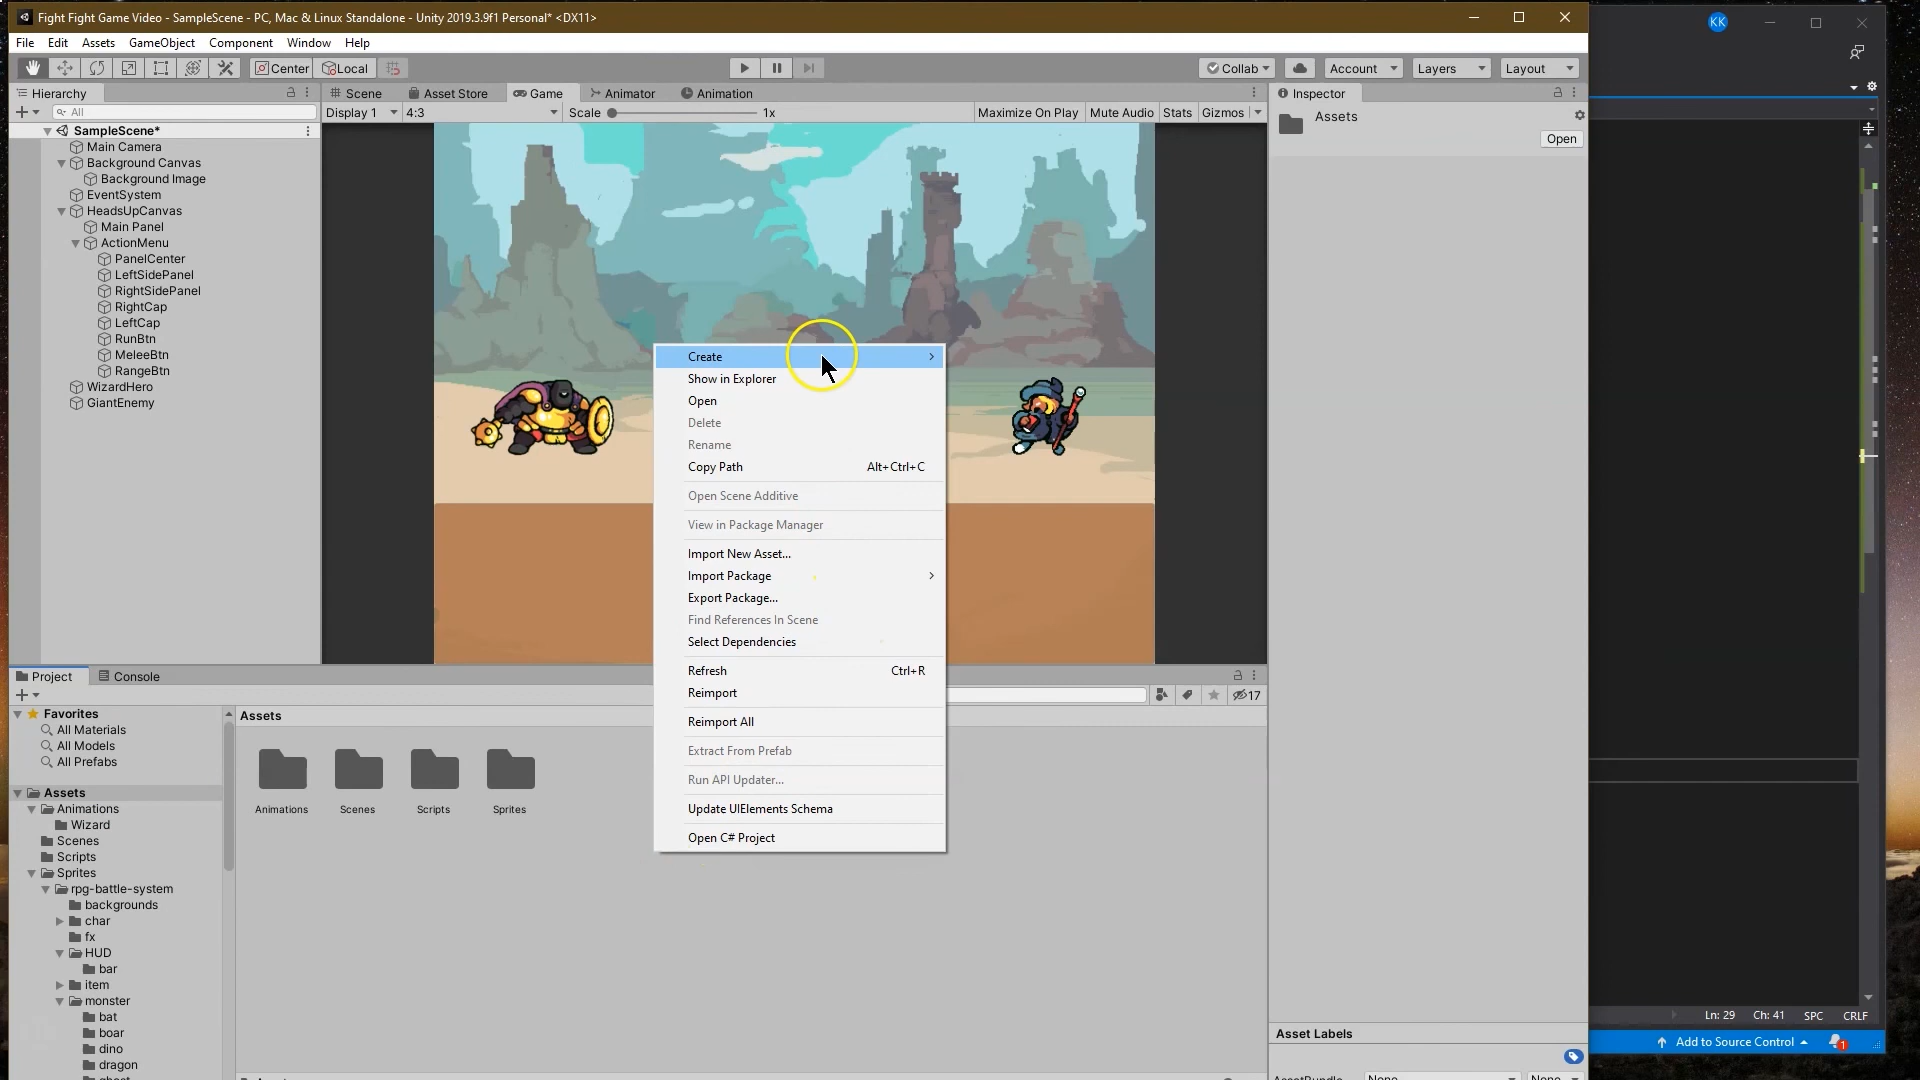 Fight Fight Game Video - SampleScene - PC, Mac & Linux Standalone - Unity 2019.3.9f1 Personal* <DX11>
KK
File Edit Assets GameObject Component Window Help
Center Local Collab Account Layers Layout
Hierarchy Scene Asset Store Game Animator Animation Inspector
All Display 1 4:3 Scale 1x Maximize On Play Mute Audio Stats Gizmos Assets
Open
SampleScene*
Main Camera
Background Canvas
Background Image
EventSystem
HeadsUpCanvas
Main Panel
ActionMenu
PanelCenter
LeftSidePanel
RightSidePanel
RightCap
LeftCap
RunBtn
MeleeBtn
RangeBtn
WizardHero
GiantEnemy
Create
Show in Explorer
Open
Delete
Rename
Copy Path Alt+Ctrl+C
Open Scene Additive
View in Package Manager
Import New Asset...
Import Package
Export Package...
Find References In Scene
Select Dependencies
Refresh Ctrl+R
Reimport
Reimport All
Extract From Prefab
Run API Updater...
Update UIElements Schema
Open C# Project
Project Console
17
Favorites
All Materials
All Models
All Prefabs
Assets
Animations
Wizard
Scenes
Scripts
Sprites
rpg-battle-system
backgrounds
char
fx
HUD
bar
item
monster
bat
boar
dino
dragon
Assets
Animations Scenes Scripts Sprites
Asset Labels
AssetBundle None None
Ln: 29 Ch: 41 SPC CRLF
Add to Source Control 1